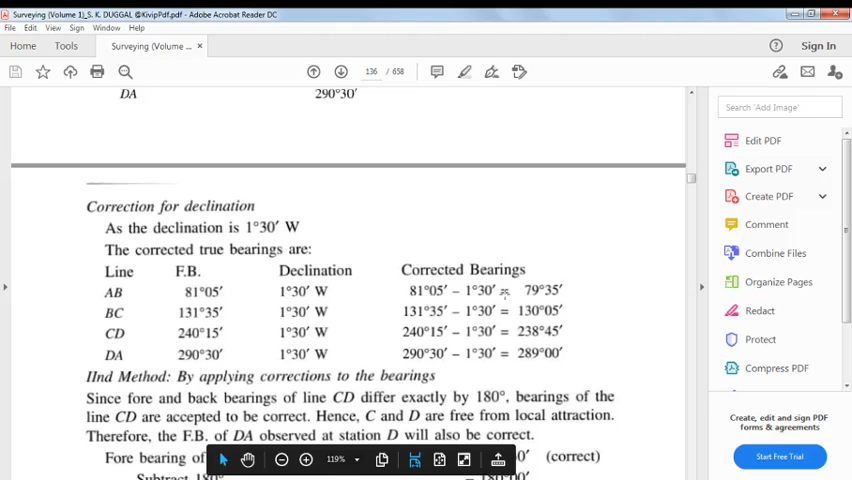 Surveying (Volume 1)_S. K. DUGGAL @KivipPdf.pdf - Adobe Acrobat Reader DC
File Edit View Sign Window Help
Home Tools Surveying (Volume ... × Sign In
136 / 658
DA 290°30′
Search 'Add Image'
Edit PDF
Export PDF
Create PDF
Comment
Combine Files
Organize Pages
Redact
Protect
Compress PDF
Create, edit and sign PDF
forms & agreements
Start Free Trial
Correction for declination
As the declination is 1°30′ W
The corrected true bearings are:
Line F.B. Declination Corrected Bearings
AB 81°05′ 1°30′ W 81°05′ – 1°30′ = 79°35′
BC 131°35′ 1°30′ W 131°35′ – 1°30′ = 130°05′
CD 240°15′ 1°30′ W 240°15′ – 1°30′ = 238°45′
DA 290°30′ 1°30′ W 290°30′ – 1°30′ = 289°00′
IInd Method: By applying corrections to the bearings
Since fore and back bearings of line CD differ exactly by 180°, bearings of the
line CD are accepted to be correct. Hence, C and D are free from local attraction.
Therefore, the F.B. of DA observed at station D will also be correct.
Fore bearing of (correct)
Subtract 180° = 180°00′
119%